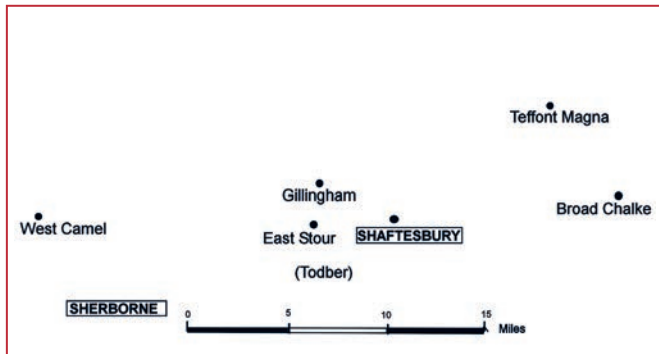 Teffont Magna
Gillingham
Broad Chalke
West Camel
East Stour
SHAFTESBURY
(Todber)
SHERBORNE
0 5 10 15
Miles